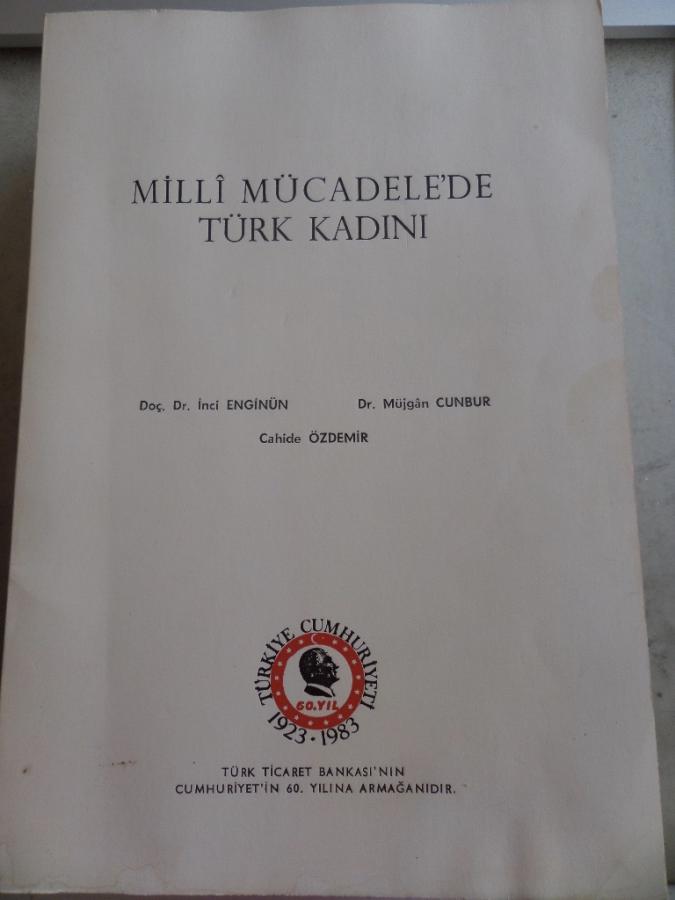 MİLLÎ MÜCADELE'DE
TÜRK KADINI
Doç. Dr. İnci ENGİNÜN Dr. Müjgân CUNBUR
Cahide ÖZDEMİR
TÜRKİYE CUMHURİYETİ
60.YIL
1923·1983
TÜRK TİCARET BANKASI'NIN
CUMHURİYET'İN 60. YILINA ARMAĞANIDIR.